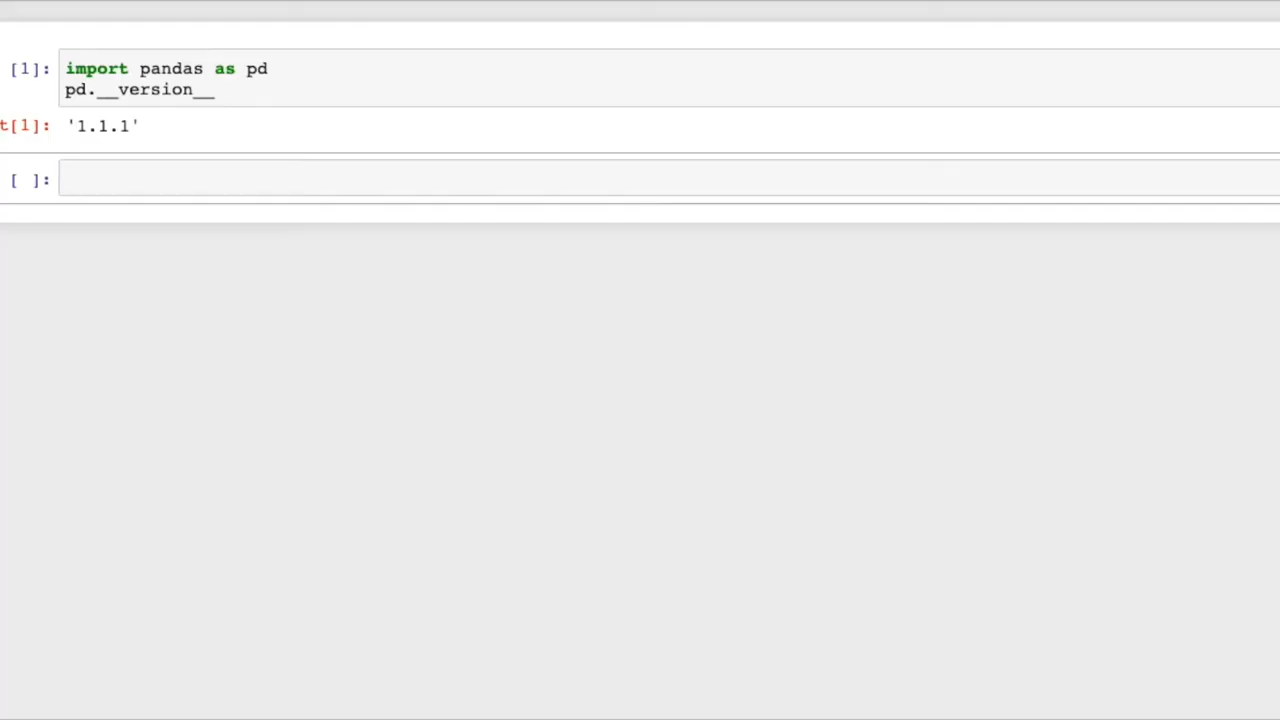 [1]: import pandas as pd
pd.__version__
t[1]: '1.1.1'
[ ]: